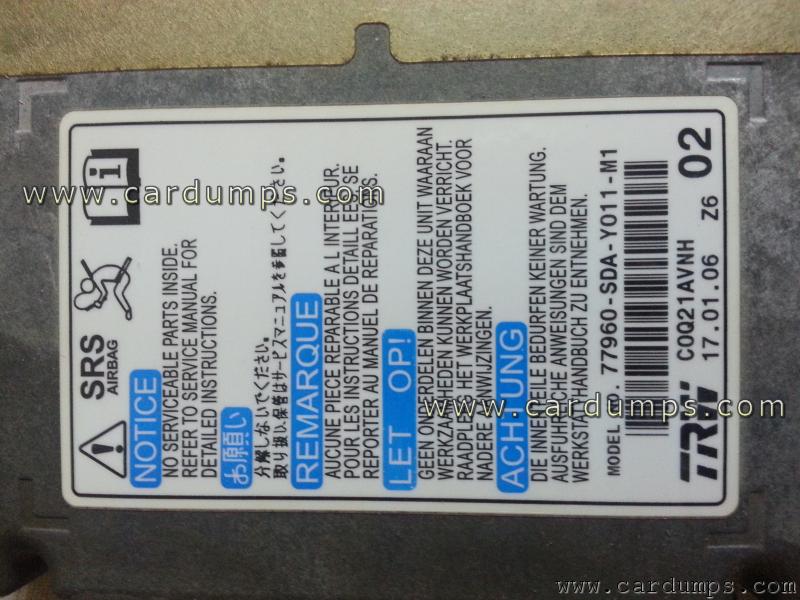 SRS
AIRBAG
NOTICE
NO SERVICEABLE PARTS INSIDE.
REFER TO SERVICE MANUAL FOR
DETAILED INSTRUCTIONS.
お願い
分解しないでください。
取り扱い、保管はサービスマニュアルを参照してください。
REMARQUE
AUCUNE PIECE REPARABLE A L INTERIEUR.
POUR LES INSTRUCTIONS DETAILL EES, SE
REPORTER AU MANUEL DE REPARATIONS.
LET OP!
GEEN ONDERDELEN BINNEN DEZE UNIT WAARAAN
WERKZAAMHEDEN KUNNEN WORDEN VERRICHT.
RAADPLEEG HET WERKPLAATSHANDBOEK VOOR
NADERE AANWIJZINGEN.
ACHTUNG
DIE INNENTEILE BEDURFEN KEINER WARTUNG.
AUSFUHRLICHE ANWEISUNGEN SIND DEM
WERKSTATTHANDBUCH ZU ENTNEHMEN.
MODEL NO. 77960-SDA-Y011-M1
TRW
C0Q21AVNH
17.01.06 Z6 02
www.cardumps.com
www.cardumps.com
www.cardumps.com